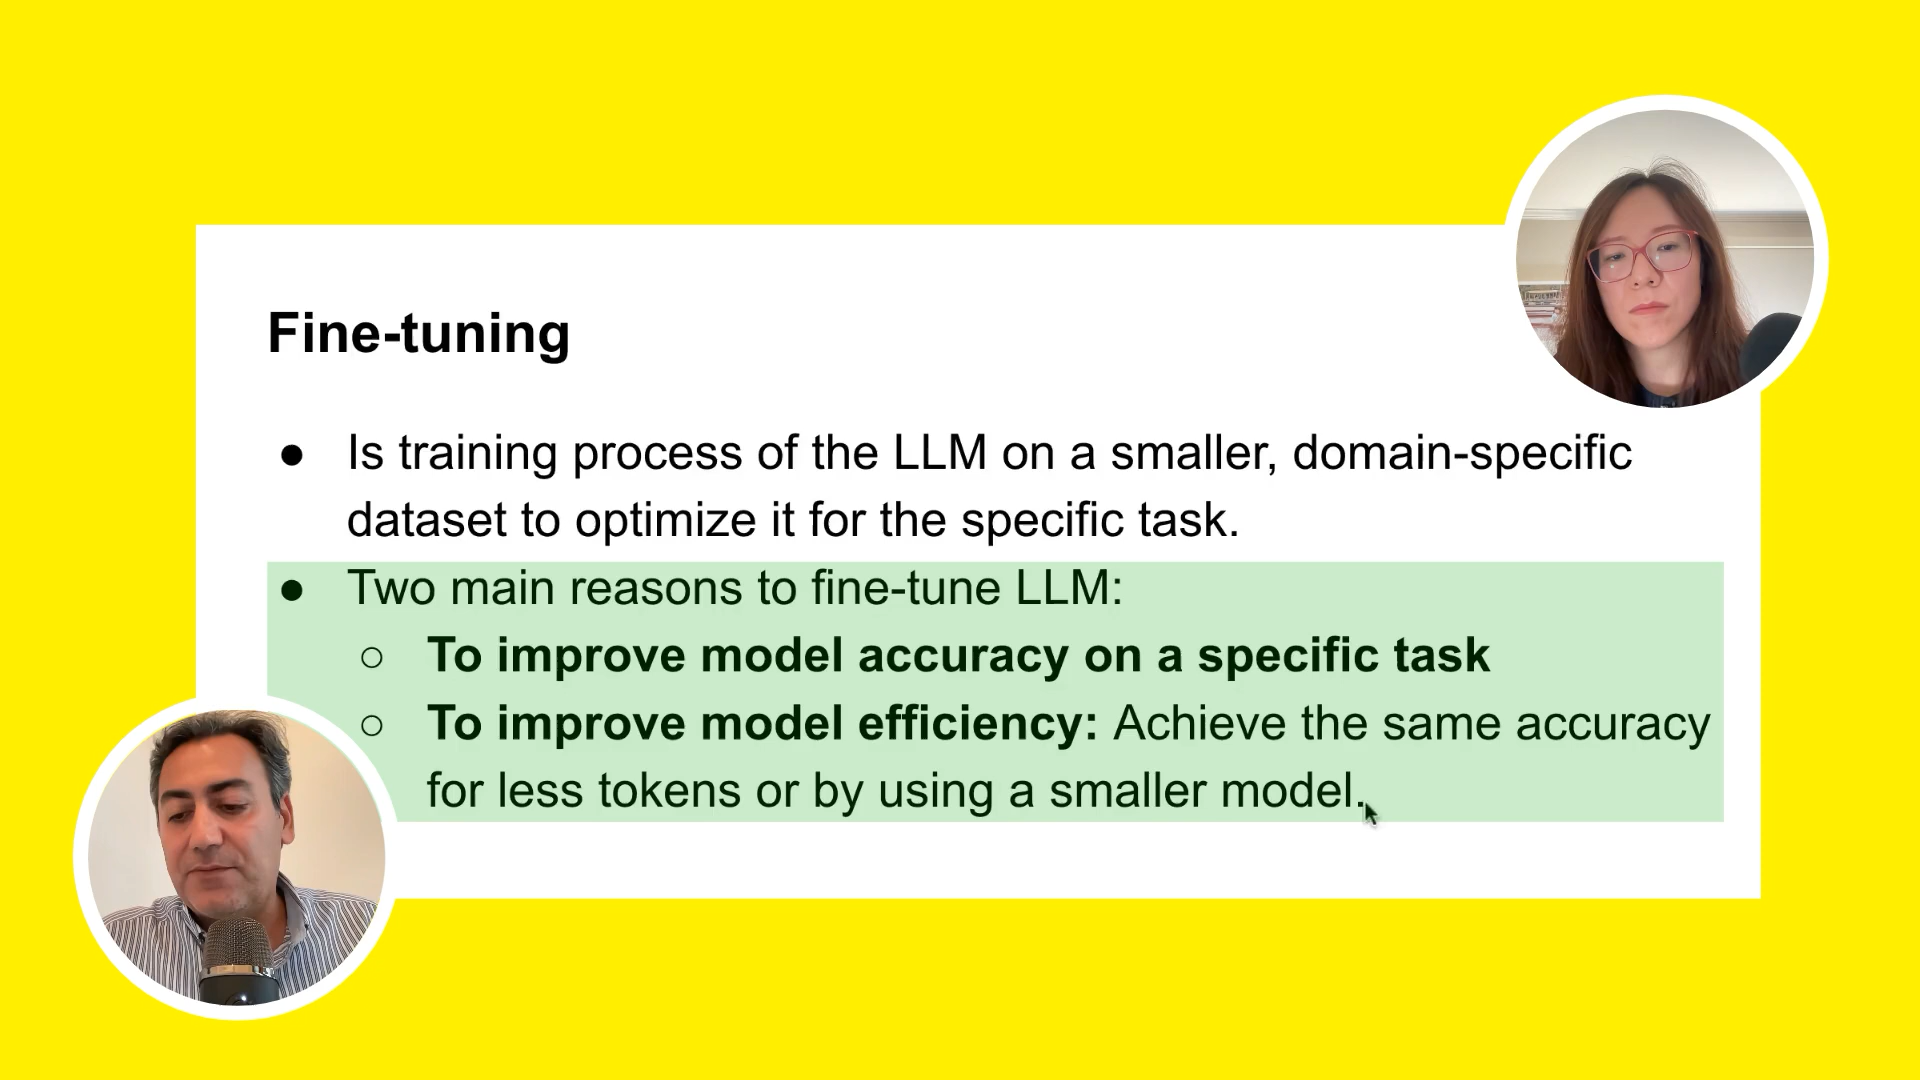 Fine-tuning
● Is training process of the LLM on a smaller, domain-specific
dataset to optimize it for the specific task.
● Two main reasons to fine-tune LLM:
○ To improve model accuracy on a specific task
○ To improve model efficiency: Achieve the same accuracy
for less tokens or by using a smaller model.